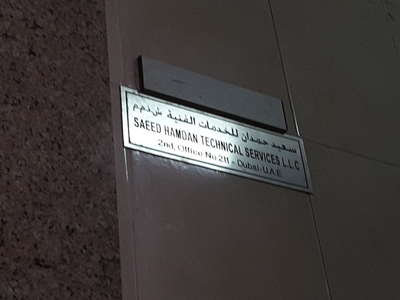 سعيد حمدان للخدمات الفنية ش.ذ.م.م
SAEED HAMDAN TECHNICAL SERVICES L.L.C
2nd, Office No 211 - Dubai-U.A.E